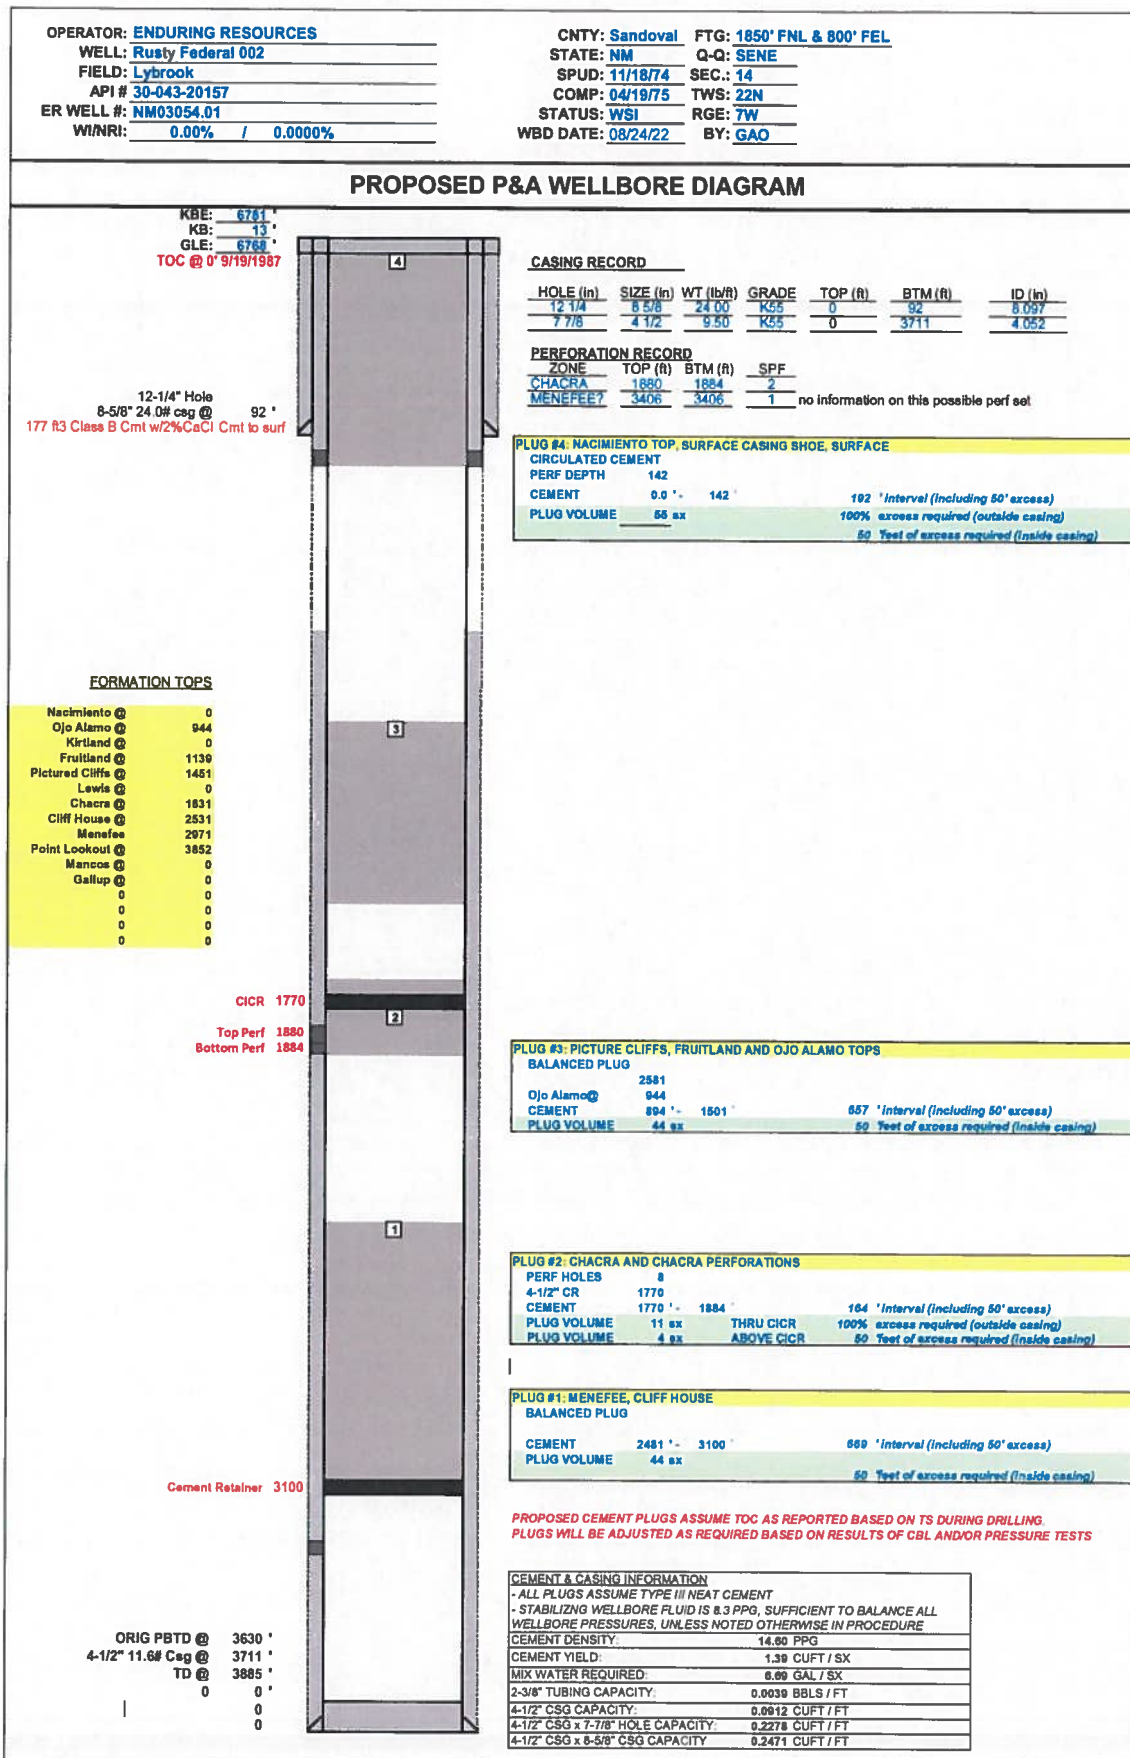 OPERATOR: ENDURING RESOURCES
WELL: Rusty Federal 002
FIELD: Lybrook
API # 30-043-20157
ER WELL #: NM03054.01
WI/NRI: 0.00% / 0.0000%
CNTY: Sandoval FTG: 1850' FNL & 800' FEL
STATE: NM Q-Q: SENE
SPUD: 11/18/74 SEC.: 14
COMP: 04/19/75 TWS: 22N
STATUS: WSI RGE: 7W
WBD DATE: 08/24/22 BY: GAO
PROPOSED P&A WELLBORE DIAGRAM
KBE: 6781 '
KB: 13 '
GLE: 6768 '
TOC @ 0' 9/19/1987
4
CASING RECORD
HOLE (in) SIZE (in) WT (lb/ft) GRADE TOP (ft) BTM (ft) ID (in)
12 1/4 8 5/8 24.00 K55 0 92 8.097
7 7/8 4 1/2 9.50 K55 0 3711 4.052
PERFORATION RECORD
ZONE TOP (ft) BTM (ft) SPF
CHACRA 1880 1884 2
MENEFEE? 3406 3406 1 no information on this possible perf set
12-1/4" Hole
8-5/8" 24.0# csg @ 92 '
177 ft3 Class B Cmt w/2%CaCl Cmt to surf
PLUG #4: NACIMIENTO TOP, SURFACE CASING SHOE, SURFACE
CIRCULATED CEMENT
PERF DEPTH 142
CEMENT 0.0 '- 142 ' 192 'interval (including 50' excess)
PLUG VOLUME 55 sx 100% excess required (outside casing)
50 feet of excess required (inside casing)
FORMATION TOPS
Nacimiento @ 0
Ojo Alamo @ 944
Kirtland @ 0
Fruitland @ 1139
Pictured Cliffs @ 1451
Lewis @ 0
Chacra @ 1831
Cliff House @ 2531
Menefee 2971
Point Lookout @ 3852
Mancos @ 0
Gallup @ 0
0 0
0 0
0 0
0 0
3
CICR 1770
2
Top Perf 1880
Bottom Perf 1884
PLUG #3: PICTURE CLIFFS, FRUITLAND AND OJO ALAMO TOPS
BALANCED PLUG
2581
Ojo Alamo@ 944
CEMENT 894 '- 1501 ' 657 'interval (including 50' excess)
PLUG VOLUME 44 sx 50 feet of excess required (inside casing)
1
PLUG #2: CHACRA AND CHACRA PERFORATIONS
PERF HOLES 8
4-1/2" CR 1770
CEMENT 1770 '- 1884 ' 164 'interval (including 50' excess)
PLUG VOLUME 11 sx THRU CICR 100% excess required (outside casing)
PLUG VOLUME 4 sx ABOVE CICR 50 feet of excess required (inside casing)
PLUG #1: MENEFEE, CLIFF HOUSE
BALANCED PLUG
CEMENT 2481 '- 3100 ' 669 'interval (including 50' excess)
PLUG VOLUME 44 sx
50 feet of excess required (inside casing)
Cement Retainer 3100
PROPOSED CEMENT PLUGS ASSUME TOC AS REPORTED BASED ON TS DURING DRILLING.
PLUGS WILL BE ADJUSTED AS REQUIRED BASED ON RESULTS OF CBL AND/OR PRESSURE TESTS
CEMENT & CASING INFORMATION
- ALL PLUGS ASSUME TYPE III NEAT CEMENT
- STABILIZNG WELLBORE FLUID IS 8.3 PPG, SUFFICIENT TO BALANCE ALL
WELLBORE PRESSURES, UNLESS NOTED OTHERWISE IN PROCEDURE
CEMENT DENSITY: 14.60 PPG
CEMENT YIELD: 1.39 CUFT / SX
MIX WATER REQUIRED: 6.69 GAL / SX
2-3/8" TUBING CAPACITY: 0.0039 BBLS / FT
4-1/2" CSG CAPACITY: 0.0912 CUFT / FT
4-1/2" CSG x 7-7/8" HOLE CAPACITY: 0.2278 CUFT / FT
4-1/2" CSG x 8-5/8" CSG CAPACITY 0.2471 CUFT / FT
ORIG PBTD @ 3630 '
4-1/2" 11.6# Csg @ 3711 '
TD @ 3885 '
0 0 '
0
0